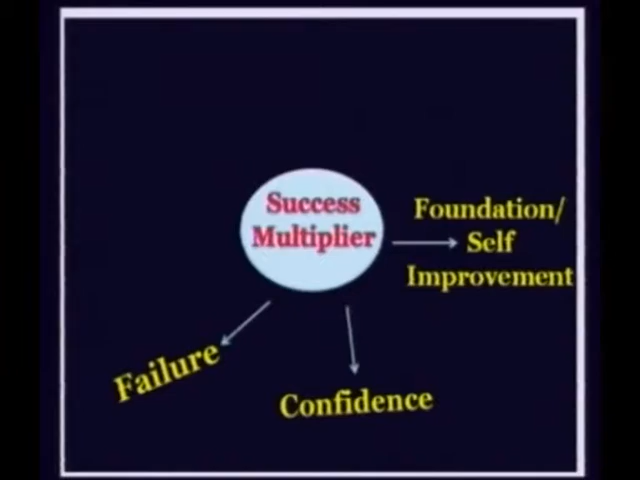 Success
Multiplier
Foundation/
Self
Improvement
Failure
Confidence